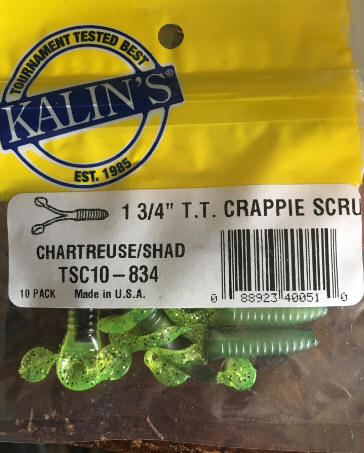 TOURNAMENT TESTED BEST
KALIN'S®
EST. 1985
1 3/4" T.T. CRAPPIE SCRU
CHARTREUSE/SHAD
TSC10-834
10 PACK Made in U.S.A.
0 88923 40051 0